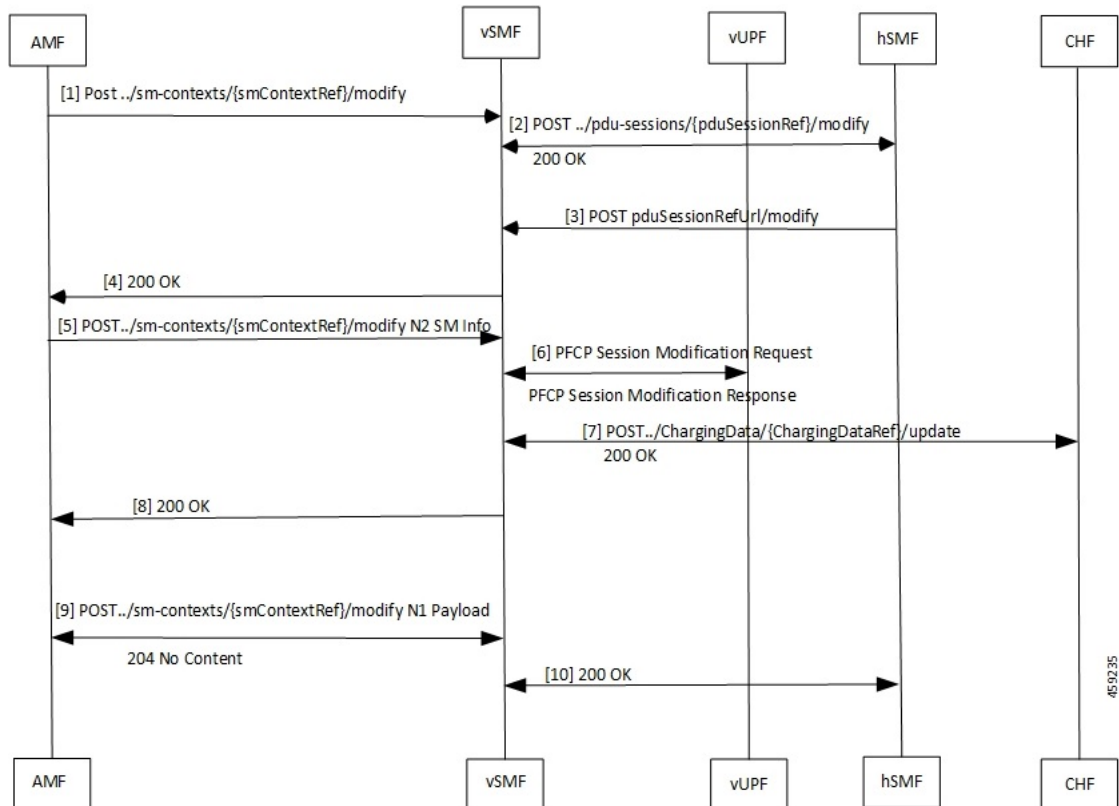 AMF
vSMF
vUPF
hSMF
CHF
[1] Post ../sm-contexts/{smContextRef}/modify
[2] POST ../pdu-sessions/{pduSessionRef}/modify
200 OK
[3] POST pduSessionRefUrl/modify
[4] 200 OK
[5] POST../sm-contexts/{smContextRef}/modify N2 SM Info
[6] PFCP Session Modification Request
PFCP Session Modification Response
[7] POST../ChargingData/{ChargingDataRef}/update
200 OK
[8] 200 OK
[9] POST../sm-contexts/{smContextRef}/modify N1 Payload
204 No Content
[10] 200 OK
459235
AMF
vSMF
vUPF
hSMF
CHF